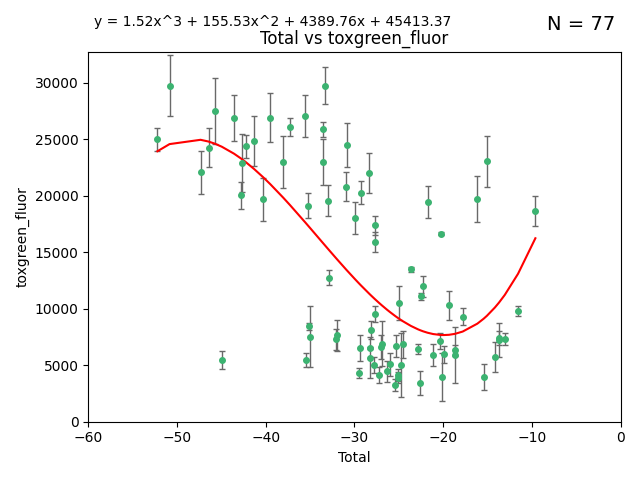 y = 1.52x^3 + 155.53x^2 + 4389.76x + 45413.37
N = 77
Total vs toxgreen_fluor
30000
25000
20000
15000
10000
5000
0
toxgreen_fluor
−60
−50
−40
−30
−20
−10
0
Total